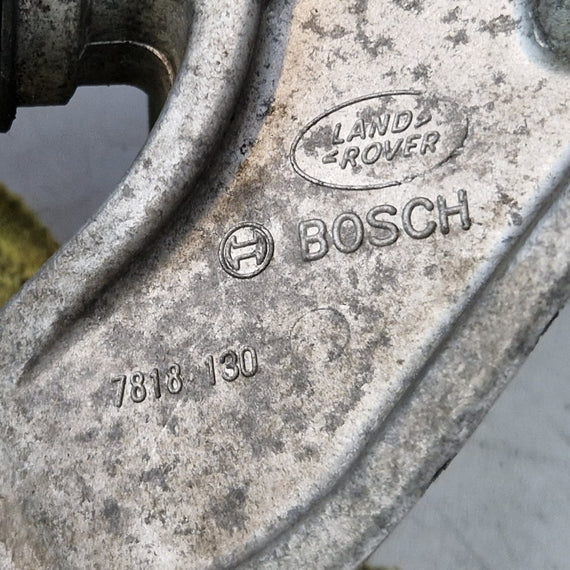 LAND
ROVER
BOSCH
7818 130